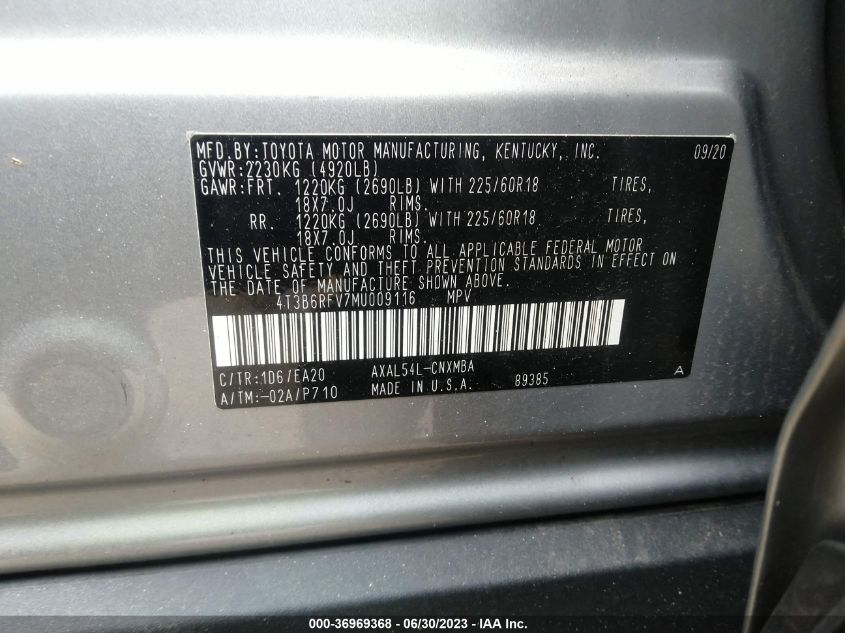 MFD.BY:TOYOTA MOTOR MANUFACTURING, KENTUCKY, INC. 09/20
GVWR:2230KG (4920LB)
GAWR:FRT. 1220KG (2690LB) WITH 225/60R18 TIRES,
18X7.0J RIMS.
RR. 1220KG (2690LB) WITH 225/60R18 TIRES,
18X7.0J RIMS.
THIS VEHICLE CONFORMS TO ALL APPLICABLE FEDERAL MOTOR
VEHICLE SAFETY AND THEFT PREVENTION STANDARDS IN EFFECT ON
THE DATE OF MANUFACTURE SHOWN ABOVE.
4T3B6RFV7MU009116 MPV
C/TR:1D6/EA20 AXAL54L-CNXMBA
A/TM:-02A/P710 MADE IN U.S.A. 89385 A
000-36969368 - 06/30/2023 - IAA Inc.